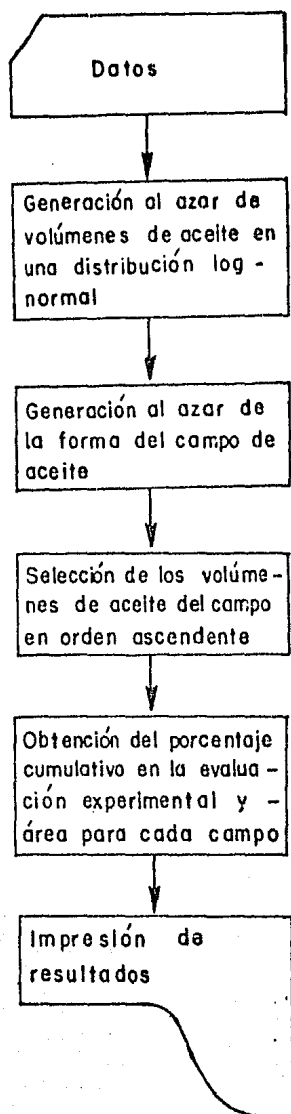 Datos
Generación al azar de
volúmenes de aceite en
una distribución log -
normal
Generación al azar de
la forma del campo de
aceite
Selección de los volúme-
nes de aceite del campo
en orden ascendente
Obtención del porcentaje
cumulativo en la evalua -
ción experimental y -
área para cada campo
Impresión de
resultados